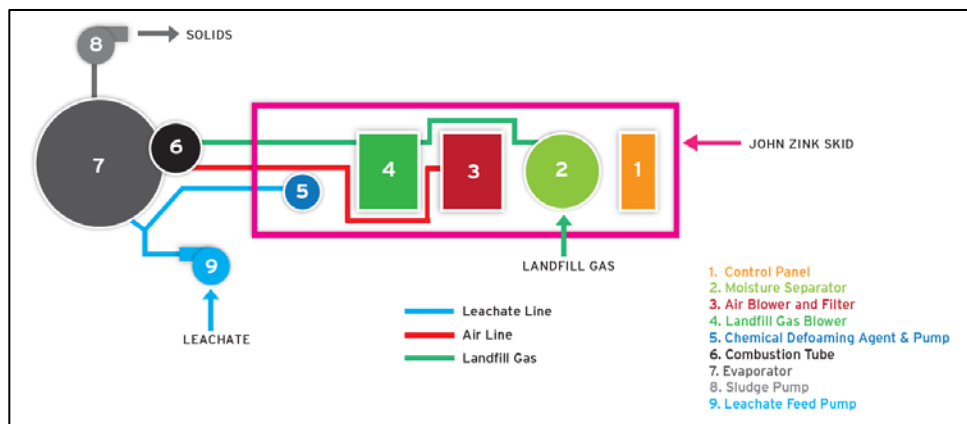 8
SOLIDS
7
6
4
3
2
1
JOHN ZINK SKID
5
9
LANDFILL GAS
LEACHATE
Leachate Line
Air Line
Landfill Gas
1. Control Panel
2. Moisture Separator
3. Air Blower and Filter
4. Landfill Gas Blower
5. Chemical Defoaming Agent & Pump
6. Combustion Tube
7. Evaporator
8. Sludge Pump
9. Leachate Feed Pump